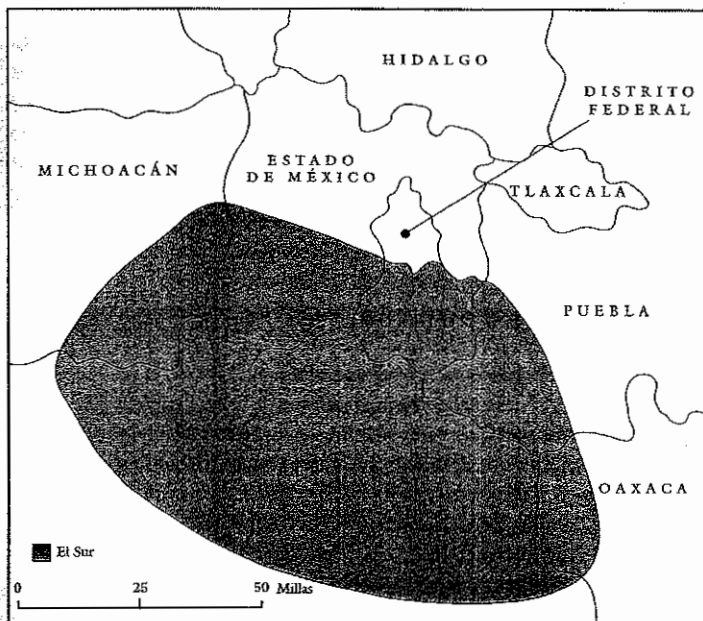 HIDALGO
DISTRITO
FEDERAL
MICHOACÁN
ESTADO
DE MÉXICO
TLAXCALA
PUEBLA
OAXACA
El Sur
0 25 50 Millas